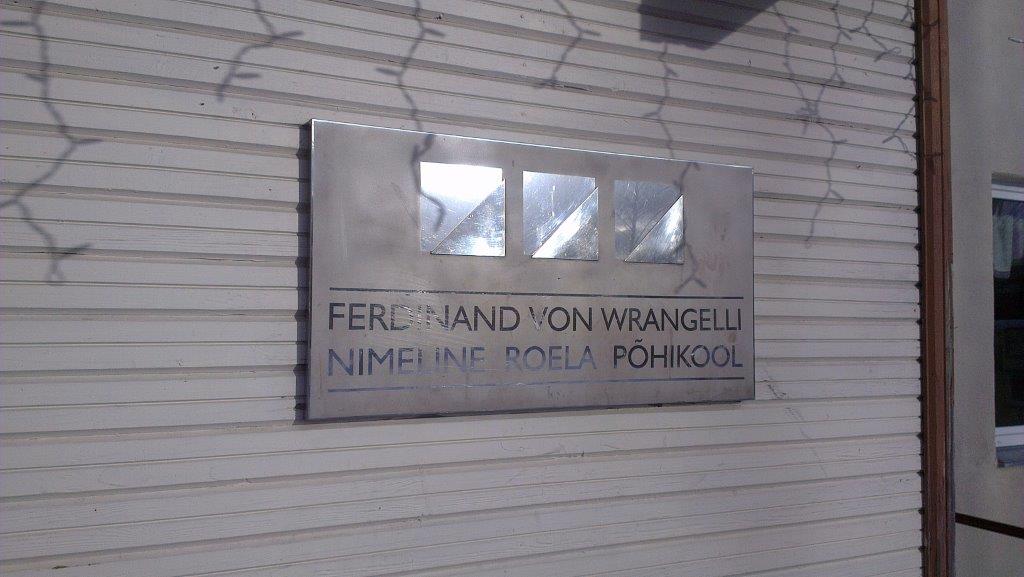 FERDINAND VON WRANGELLI
NIMELINE ROELA PÕHIKOOL